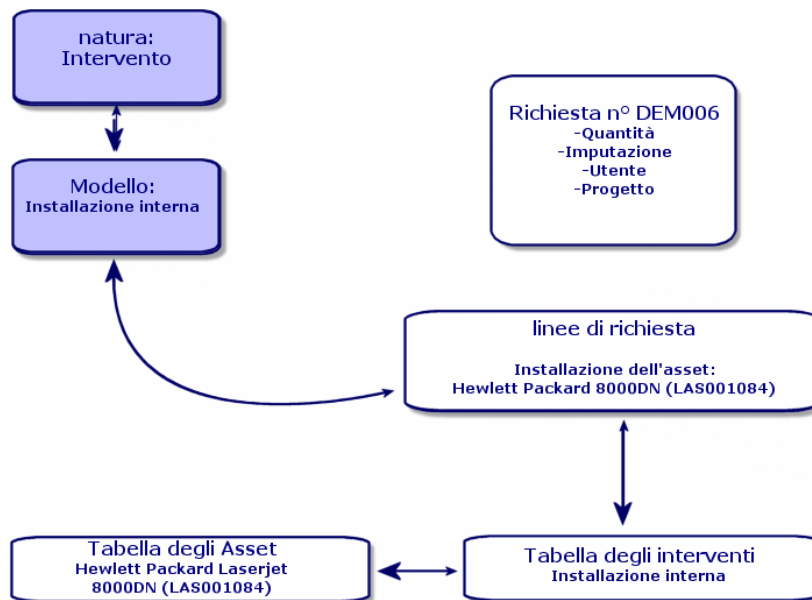 natura:
Intervento
Richiesta n° DEM006
-Quantità
-Imputazione
-Utente
-Progetto
Modello:
Installazione interna
linee di richiesta
Installazione dell'asset:
Hewlett Packard 8000DN (LAS001084)
Tabella degli Asset
Hewlett Packard Laserjet
8000DN (LAS001084)
Tabella degli interventi
Installazione interna